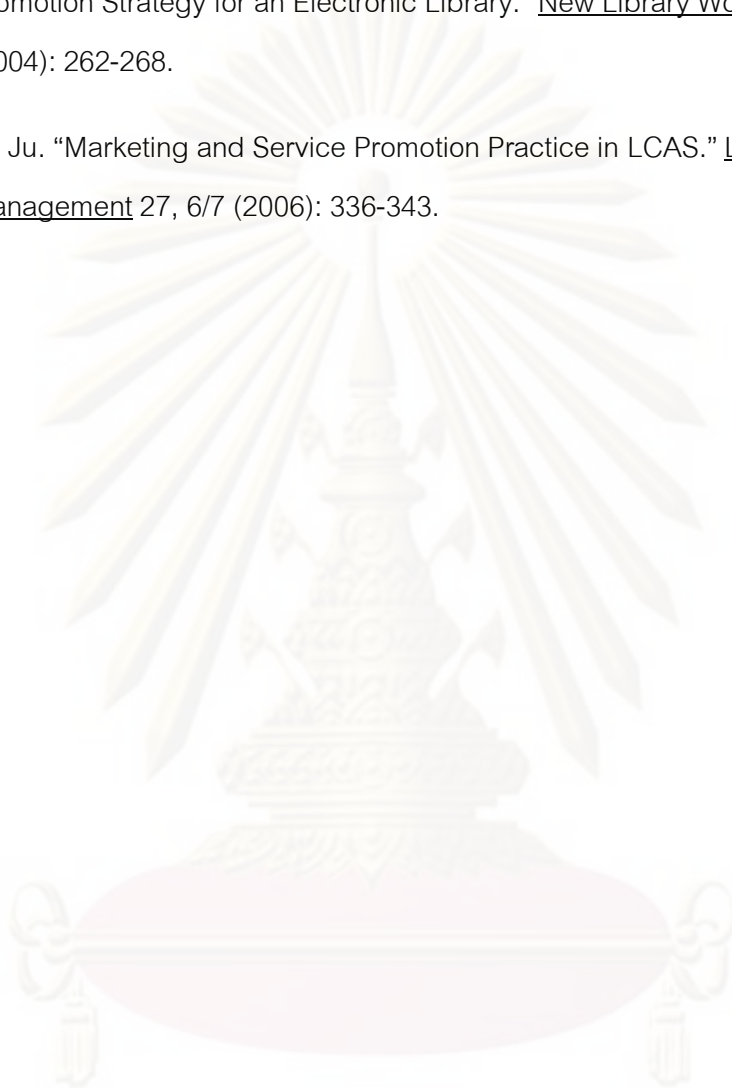 omotion Strategy for an Electronic Library.” New Library Wo
004): 262-268.
Ju. “Marketing and Service Promotion Practice in LCAS.” L
anagement 27, 6/7 (2006): 336-343.